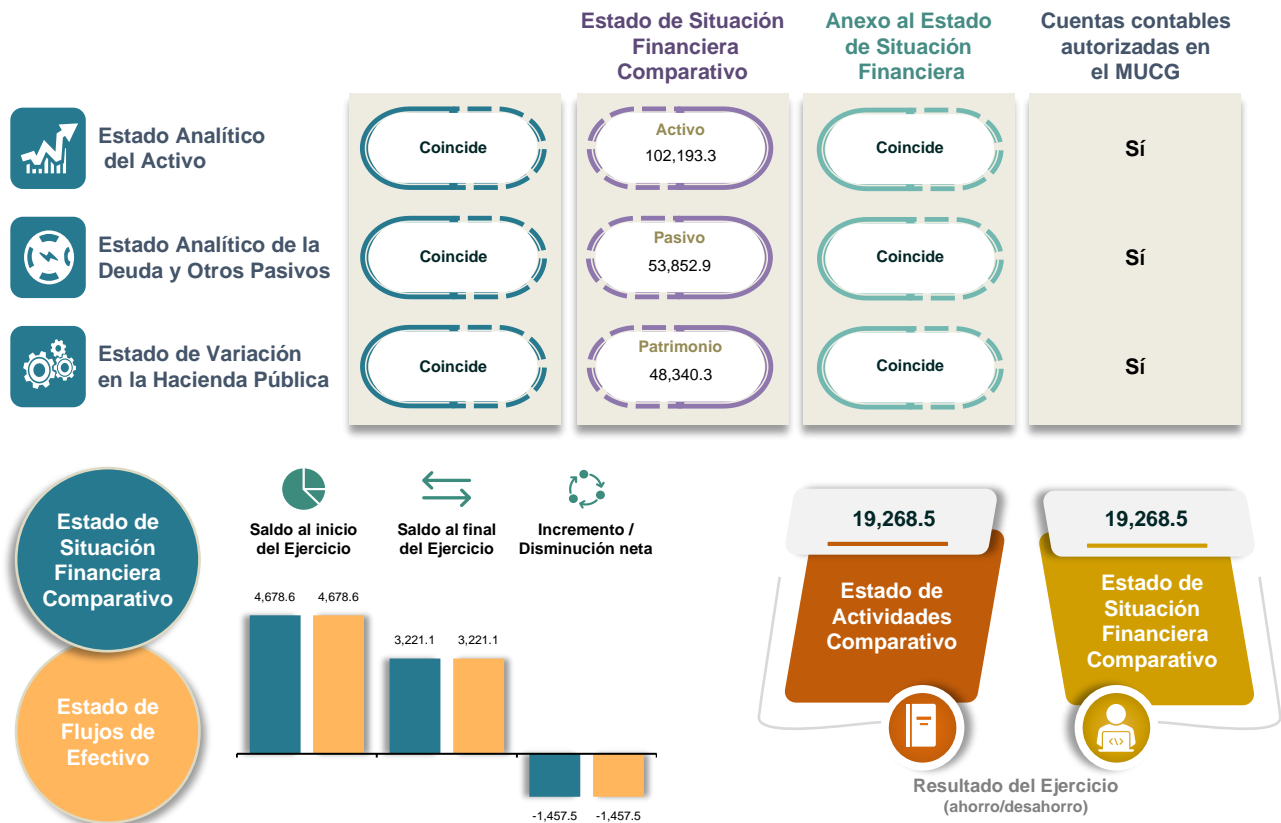 Estado de Situación
Financiera
Comparativo
Anexo al Estado
de Situación
Financiera
Cuentas contables
autorizadas en
el MUCG
Estado Analítico
del Activo
Coincide
Activo
102,193.3
Coincide
Sí
Estado Analítico de la
Deuda y Otros Pasivos
Coincide
Pasivo
53,852.9
Coincide
Sí
Estado de Variación
en la Hacienda Pública
Coincide
Patrimonio
48,340.3
Coincide
Sí
Estado de
Situación
Financiera
Comparativo
Estado de
Flujos de
Efectivo
Saldo al inicio
del Ejercicio
Saldo al final
del Ejercicio
Incremento /
Disminución neta
4,678.6
4,678.6
3,221.1
3,221.1
-1,457.5
-1,457.5
19,268.5
Estado de
Actividades
Comparativo
19,268.5
Estado de
Situación
Financiera
Comparativo
Resultado del Ejercicio
(ahorro/desahorro)